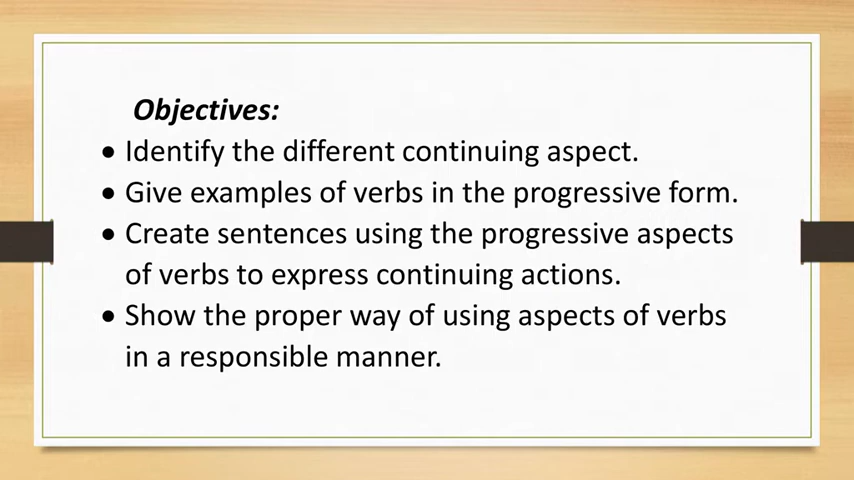 Objectives:
• Identify the different continuing aspect.
• Give examples of verbs in the progressive form.
• Create sentences using the progressive aspects
of verbs to express continuing actions.
• Show the proper way of using aspects of verbs
in a responsible manner.